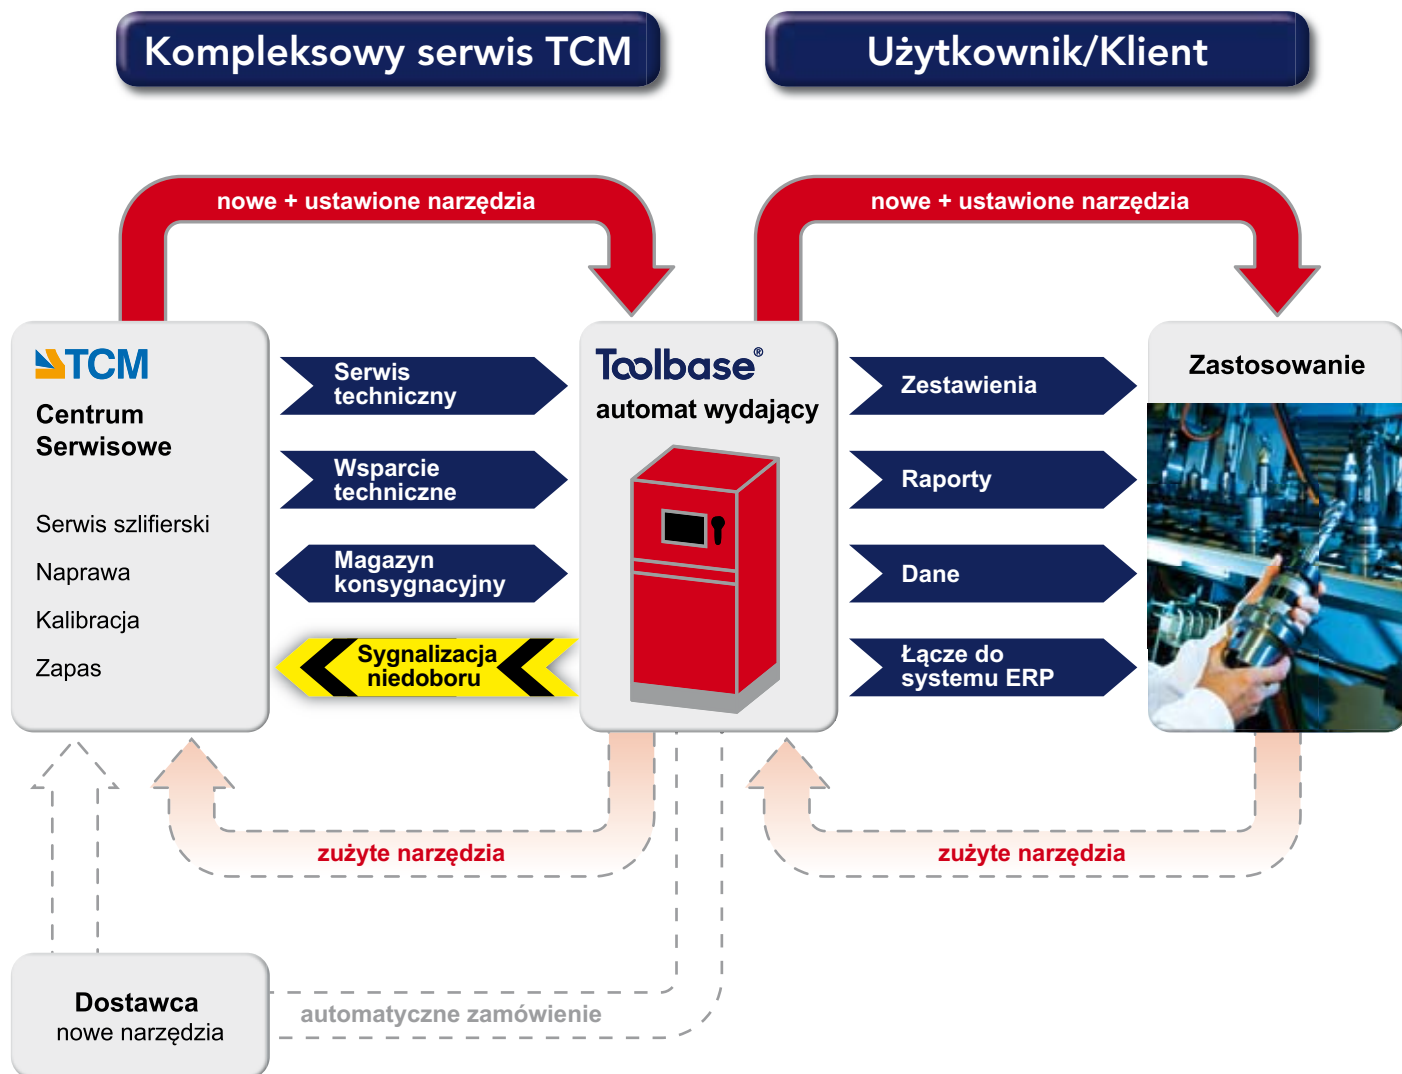 Kompleksowy serwis TCM
Użytkownik/Klient
nowe + ustawione narzędzia
nowe + ustawione narzędzia
TCM
Centrum
Serwisowe
Serwis szlifierski
Naprawa
Kalibracja
Zapas
Serwis
techniczny
Wsparcie
techniczne
Magazyn
konsygnacyjny
Sygnalizacja
niedoboru
Toolbase®
automat wydający
Zestawienia
Raporty
Dane
Łącze do
systemu ERP
Zastosowanie
zużyte narzędzia
zużyte narzędzia
Dostawca
nowe narzędzia
automatyczne zamówienie